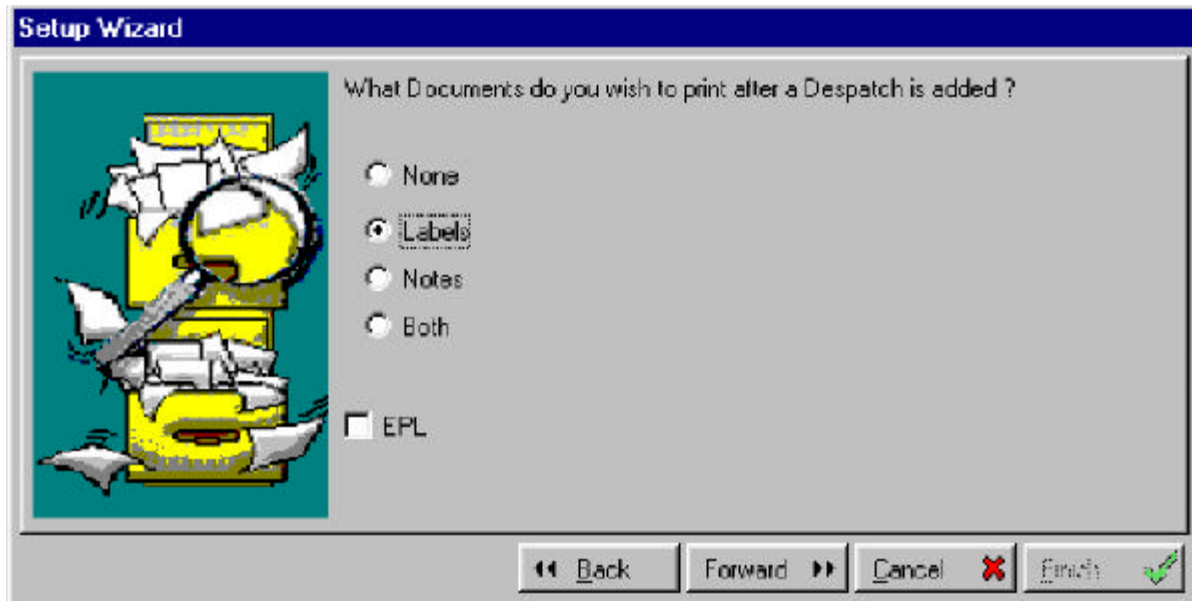 Setup Wizard
What Documents do you wish to print after a Despatch is added ?
None
Labels
Notes
Both
EPL
Back Forward Cancel Finish